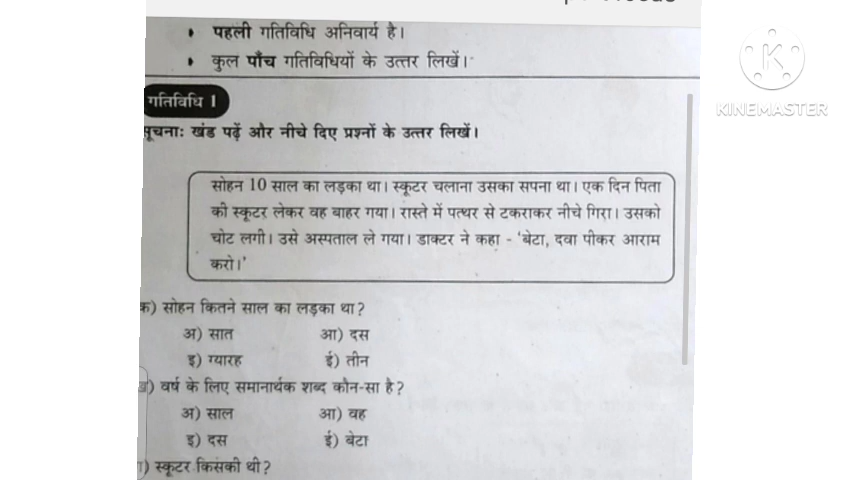 • पहली गतिविधि अनिवार्य है।
• कुल पाँच गतिविधियों के उत्तर लिखें।
गतिविधि 1
सूचनाः खंड पढ़ें और नीचे दिए प्रश्नों के उत्तर लिखें।
सोहन 10 साल का लड़का था। स्कूटर चलाना उसका सपना था। एक दिन पिता
की स्कूटर लेकर वह बाहर गया। रास्ते में पत्थर से टकराकर नीचे गिरा। उसको
चोट लगी। उसे अस्पताल ले गया। डाक्टर ने कहा - 'बेटा, दवा पीकर आराम
करो।'
क) सोहन कितने साल का लड़का था?
अ) सात आ) दस
इ) ग्यारह ई) तीन
ख) वर्ष के लिए समानार्थक शब्द कौन-सा है?
अ) साल आ) वह
इ) दस ई) बेटा
) स्कूटर किसकी थी?
K
KINEMASTER